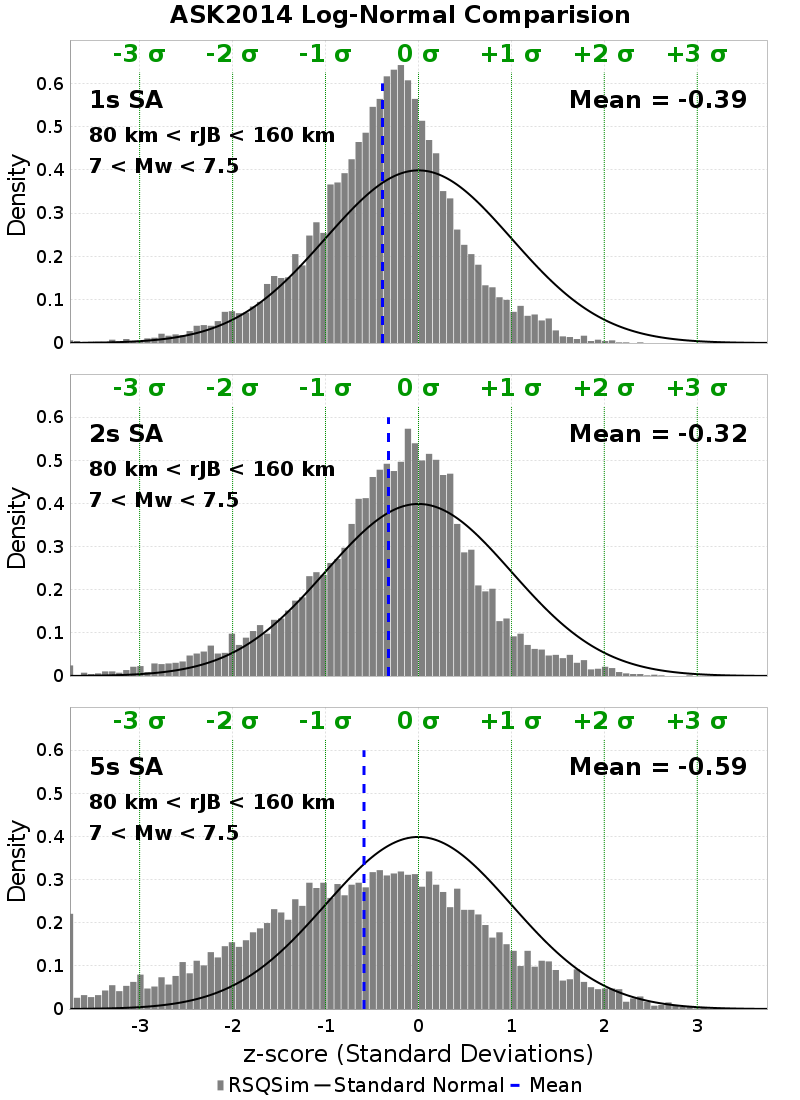 ASK2014 Log-Normal Comparision
-3 σ -2 σ -1 σ 0 σ +1 σ +2 σ +3 σ
1s SA Mean = -0.39
80 km < rJB < 160 km
7 < Mw < 7.5
Density
0.6
0.5
0.4
0.3
0.2
0.1
0
-3 σ -2 σ -1 σ 0 σ +1 σ +2 σ +3 σ
2s SA Mean = -0.32
80 km < rJB < 160 km
7 < Mw < 7.5
Density
0.6
0.5
0.4
0.3
0.2
0.1
0
-3 σ -2 σ -1 σ 0 σ +1 σ +2 σ +3 σ
5s SA Mean = -0.59
80 km < rJB < 160 km
7 < Mw < 7.5
Density
0.6
0.5
0.4
0.3
0.2
0.1
0
-3 -2 -1 0 1 2 3
z-score (Standard Deviations)
RSQSim Standard Normal Mean